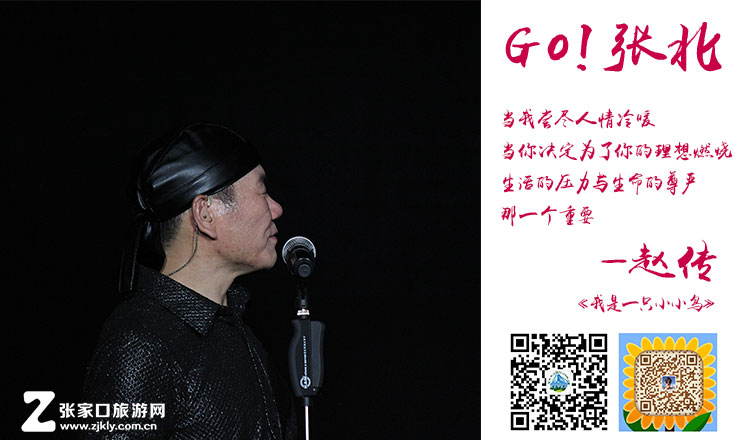 Go! 张北
当我尝尽人情冷暖
当你决定为了你的理想燃烧
生活的压力与生命的尊严
那一个重要
—赵传
《我是一只小小鸟》
Z 张家口旅游网
www.zjkly.com.cn